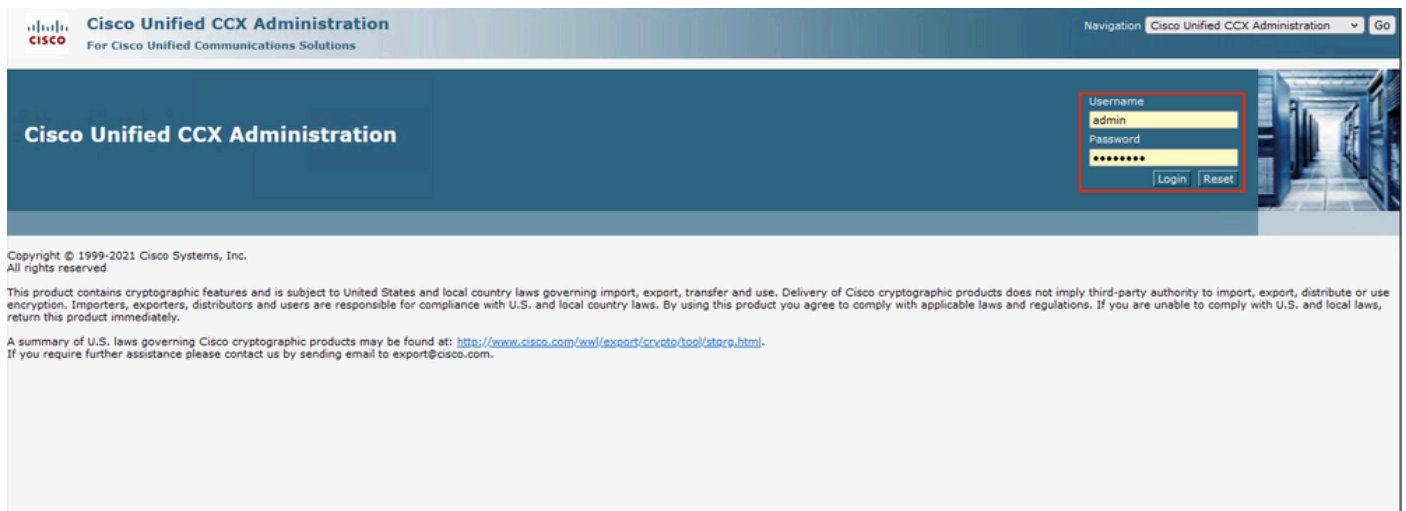 CISCO
Cisco Unified CCX Administration
For Cisco Unified Communications Solutions
Navigation Cisco Unified CCX Administration Go
Cisco Unified CCX Administration
Username
admin
Password
••••••••
Login Reset
Copyright © 1999-2021 Cisco Systems, Inc.
All rights reserved
This product contains cryptographic features and is subject to United States and local country laws governing import, export, transfer and use. Delivery of Cisco cryptographic products does not imply third-party authority to import, export, distribute or use
encryption. Importers, exporters, distributors and users are responsible for compliance with U.S. and local country laws. By using this product you agree to comply with applicable laws and regulations. If you are unable to comply with U.S. and local laws,
return this product immediately.
A summary of U.S. laws governing Cisco cryptographic products may be found at: http://www.cisco.com/wwl/export/crypto/tool/stqrg.html.
If you require further assistance please contact us by sending email to export@cisco.com.